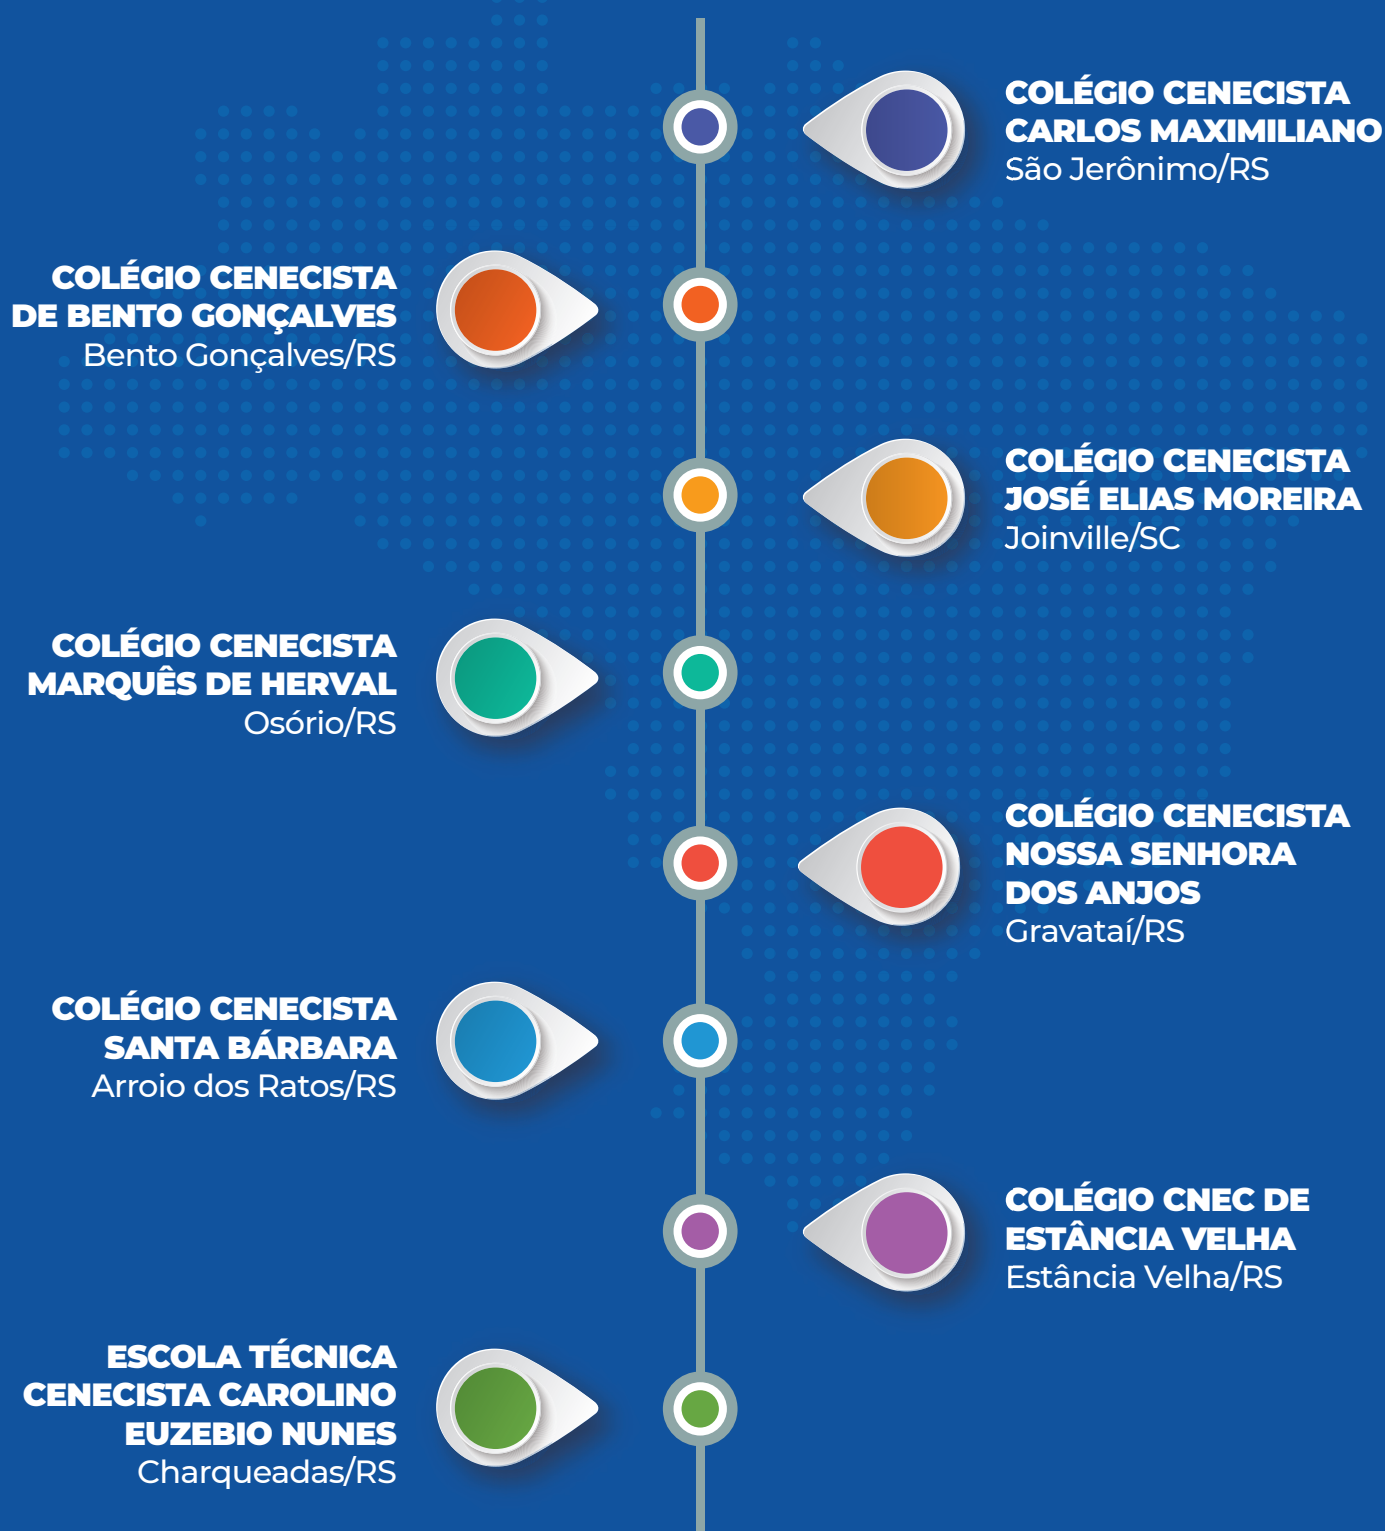 COLÉGIO CENECISTA
CARLOS MAXIMILIANO
São Jerônimo/RS
COLÉGIO CENECISTA
DE BENTO GONÇALVES
Bento Gonçalves/RS
COLÉGIO CENECISTA
JOSÉ ELIAS MOREIRA
Joinville/SC
COLÉGIO CENECISTA
MARQUÊS DE HERVAL
Osório/RS
COLÉGIO CENECISTA
NOSSA SENHORA
DOS ANJOS
Gravataí/RS
COLÉGIO CENECISTA
SANTA BÁRBARA
Arroio dos Ratos/RS
COLÉGIO CNEC DE
ESTÂNCIA VELHA
Estância Velha/RS
ESCOLA TÉCNICA
CENECISTA CAROLINO
EUZEBIO NUNES
Charqueadas/RS